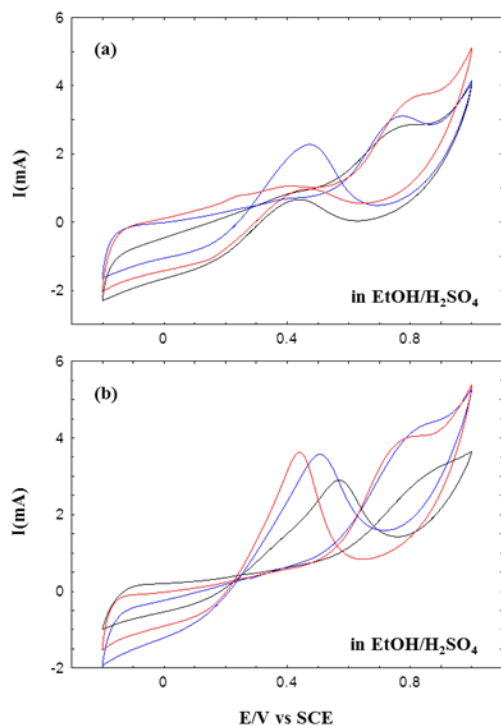 6
(a)
4
I(mA)
2
0
-2
in EtOH/H₂SO₄
0
0.4
0.8
6
(b)
4
I(mA)
2
0
in EtOH/H₂SO₄
-2
0
0.4
0.8
E/V vs SCE